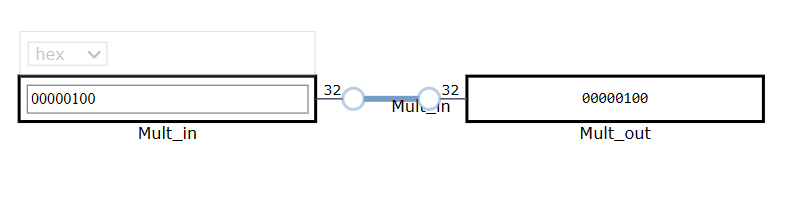 hex
00000100
32
Mult_in
32
00000100
Mult_in
Mult_out